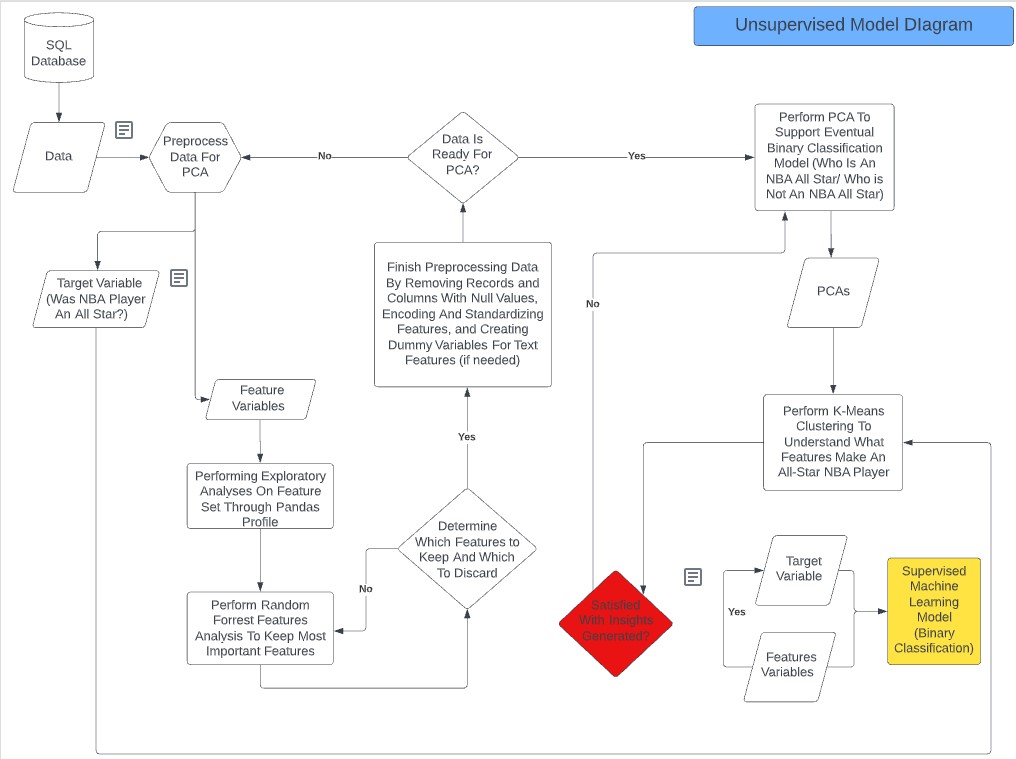 Unsupervised Model DIagram
SQL
Database
Data
Preprocess
Data For
PCA
No
Data Is
Ready For
PCA?
Yes
Perform PCA To
Support Eventual
Binary Classification
Model (Who Is An
NBA All Star/ Who is
Not An NBA All Star)
Target Variable
(Was NBA Player
An All Star?)
Finish Preprocessing Data
By Removing Records and
Columns With Null Values,
Encoding And Standardizing
Features, and Creating
Dummy Variables For Text
Features (if needed)
No
PCAs
Feature
Variables
Yes
Perform K-Means
Clustering To
Understand What
Features Make An
All-Star NBA Player
Performing Exploratory
Analyses On Feature
Set Through Pandas
Profile
Determine
Which Features to
Keep And Which
To Discard
No
Perform Random
Forrest Features
Analysis To Keep Most
Important Features
Satisfied
With Insights
Generated?
Yes
Target
Variable
Features
Variables
Supervised
Machine
Learning
Model
(Binary
Classification)